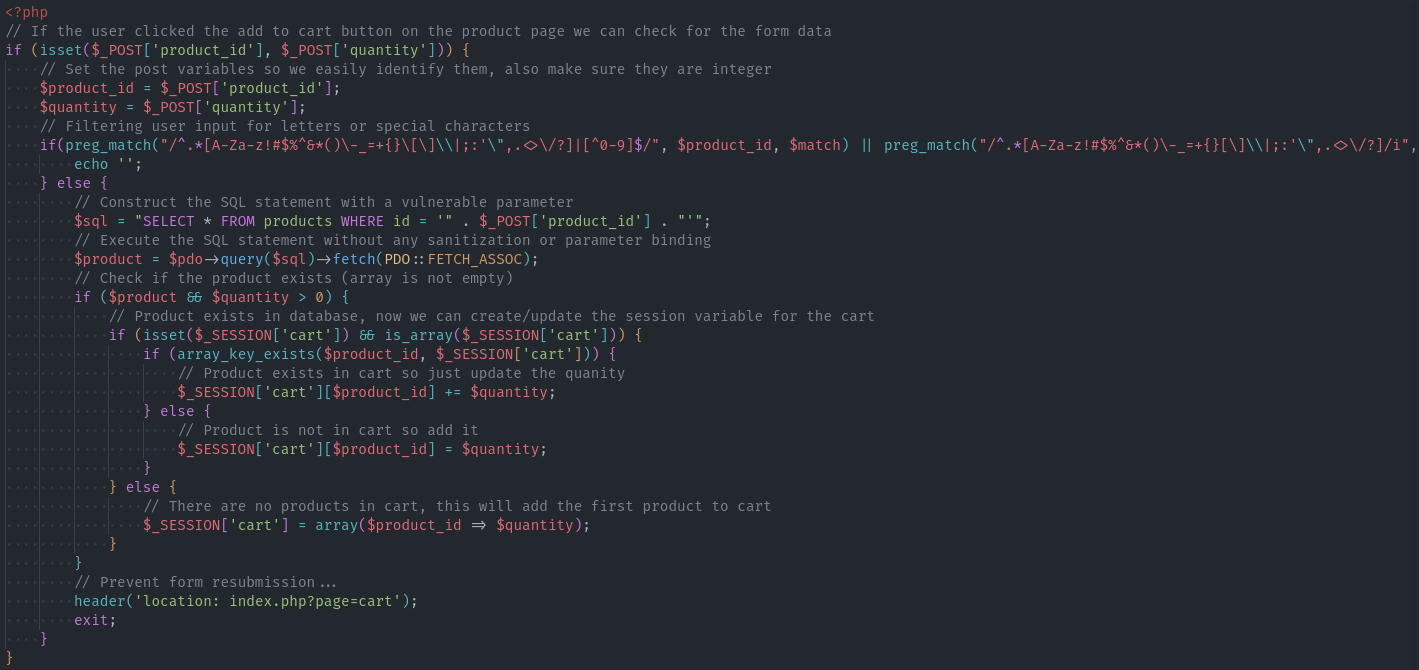 <?php
// If the user clicked the add to cart button on the product page we can check for the form data
if (isset($_POST['product_id'], $_POST['quantity'])) {
    // Set the post variables so we easily identify them, also make sure they are integer
    $product_id = $_POST['product_id'];
    $quantity = $_POST['quantity'];
    // Filtering user input for letters or special characters
    if(preg_match("/^.*[A-Za-z!#$%^&*()\-_=+{}\[\]\\|;:'\",.<>\/?]|[^0-9]$/", $product_id, $match) || preg_match("/^.*[A-Za-z!#$%^&*()\-_=+{}[\]\\|;:'\",.<>\/?]/i",
        echo '';
    } else {
        // Construct the SQL statement with a vulnerable parameter
        $sql = "SELECT * FROM products WHERE id = '" . $_POST['product_id'] . "'";
        // Execute the SQL statement without any sanitization or parameter binding
        $product = $pdo->query($sql)->fetch(PDO::FETCH_ASSOC);
        // Check if the product exists (array is not empty)
        if ($product && $quantity > 0) {
            // Product exists in database, now we can create/update the session variable for the cart
            if (isset($_SESSION['cart']) && is_array($_SESSION['cart'])) {
                if (array_key_exists($product_id, $_SESSION['cart'])) {
                    // Product exists in cart so just update the quanity
                    $_SESSION['cart'][$product_id] += $quantity;
                } else {
                    // Product is not in cart so add it
                    $_SESSION['cart'][$product_id] = $quantity;
                }
            } else {
                // There are no products in cart, this will add the first product to cart
                $_SESSION['cart'] = array($product_id => $quantity);
            }
        }
        // Prevent form resubmission...
        header('location: index.php?page=cart');
        exit;
    }
}